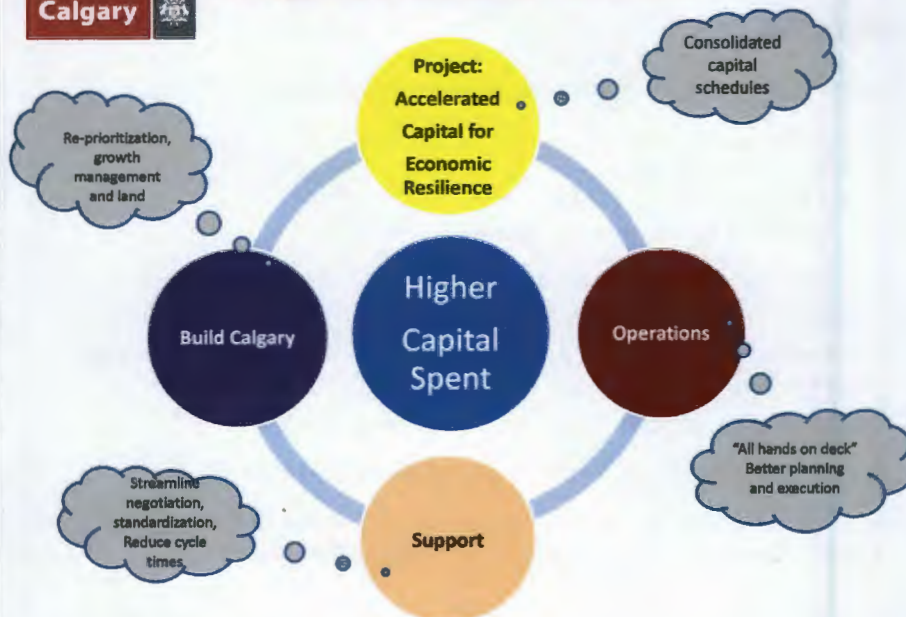 Calgary
Project:
Accelerated
Capital for
Economic
Resilience
Consolidated
capital
schedules
Re-prioritization,
growth
management
and land
Build Calgary
Higher
Capital
Spent
Operations
"All hands on deck"
Better planning
and execution
Streamline
negotiation,
standardization,
Reduce cycle
times
Support